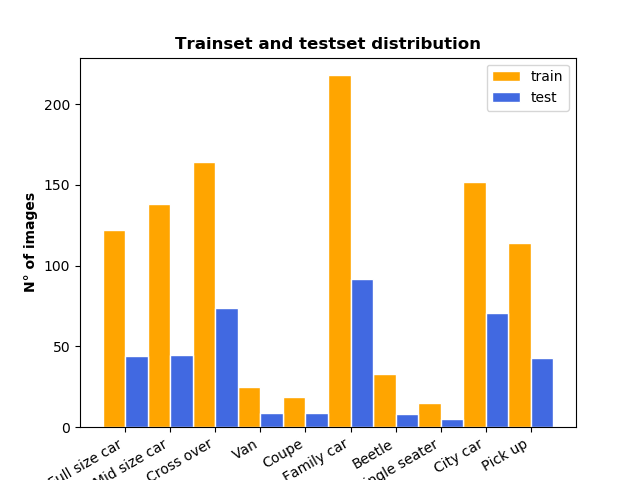 Trainset and testset distribution
train
test
N° of images
200
150
100
50
0
Full size car
Mid size car
Cross over
Van
Coupe
Family car
Beetle
ngle seater
City car
Pick up